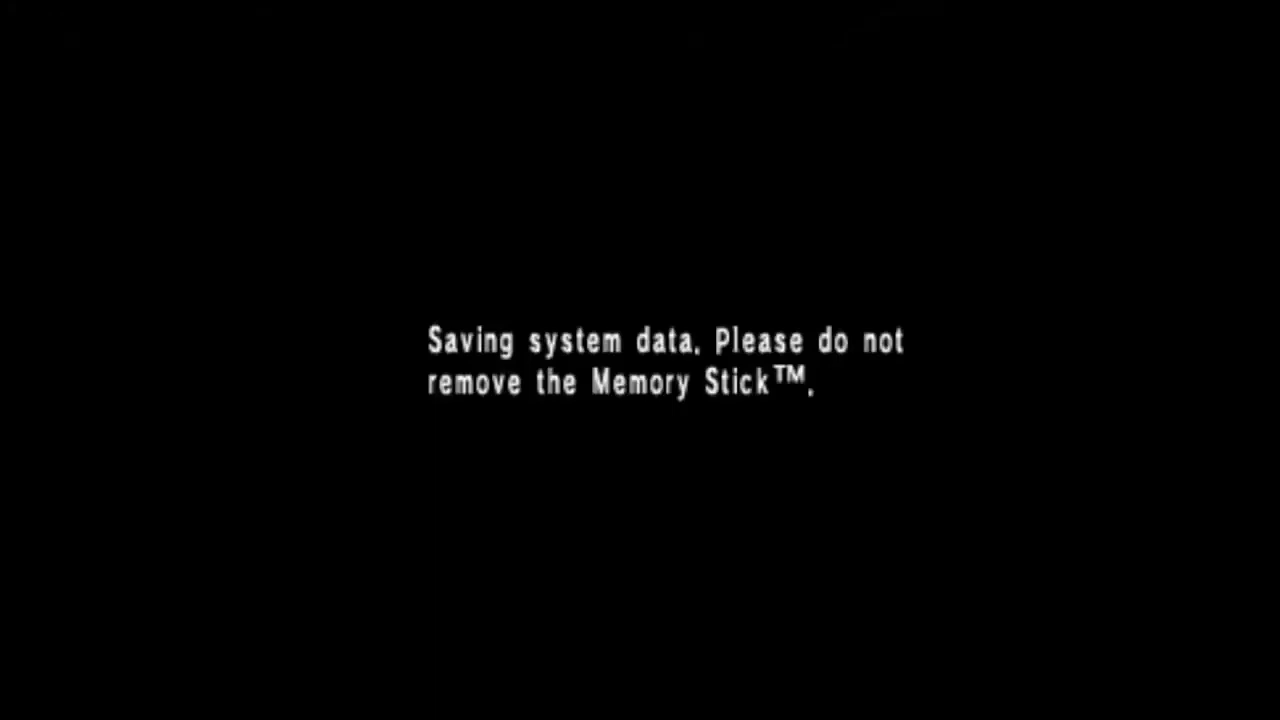 Saving system data. Please do not
remove the Memory Stick™.